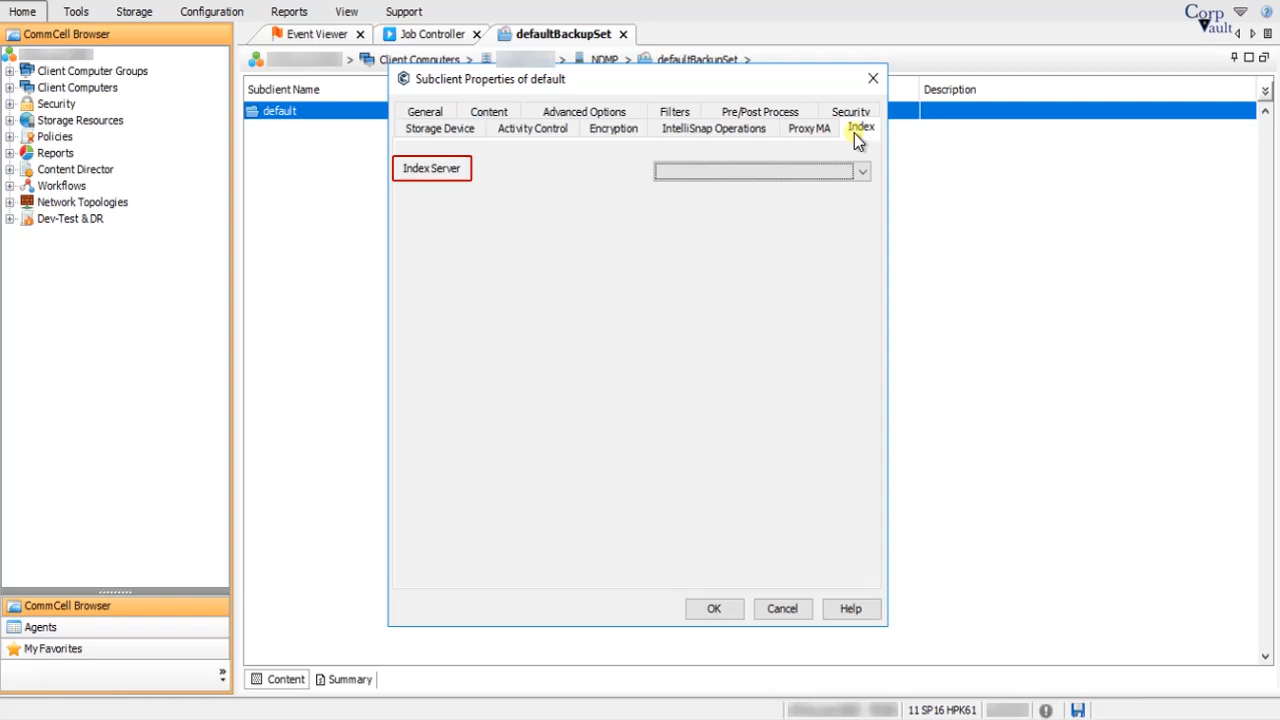 Home Tools Storage Configuration Reports View Support
Corp Vault
CommCell Browser
Event Viewer Job Controller defaultBackupSet
> Client Computers > > NDMP > defaultBackupSet >
Client Computer Groups
Client Computers
Security
Storage Resources
Policies
Reports
Content Director
Workflows
Network Topologies
Dev-Test & DR
Subclient Name Description
default
Subclient Properties of default
General Content Advanced Options Filters Pre/Post Process Security
Storage Device Activity Control Encryption IntelliSnap Operations Proxy MA Index
Index Server
OK Cancel Help
CommCell Browser
Agents
My Favorites
Content Summary
11 SP16 HPK61